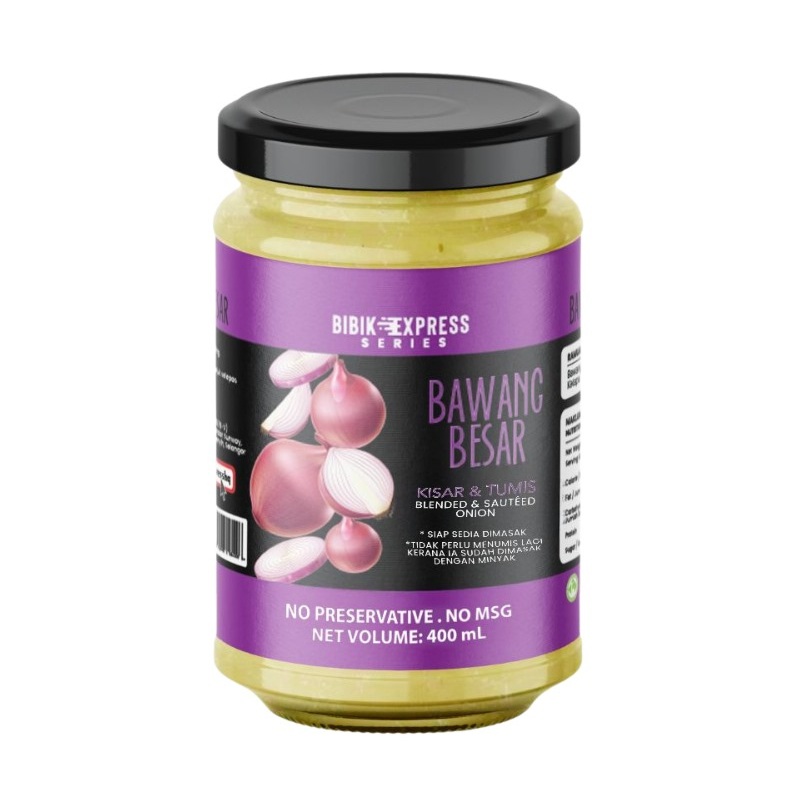 BIBIK EXPRESS
SERIES
BAWANG
BESAR
KISAR & TUMIS
BLENDED & SAUTÉED
ONION
* SIAP SEDIA DIMASAK
*TIDAK PERLU MENUMIS LAGI
KERANA IA SUDAH DIMASAK
DENGAN MINYAK
NO PRESERVATIVE . NO MSG
NET VOLUME: 400 mL